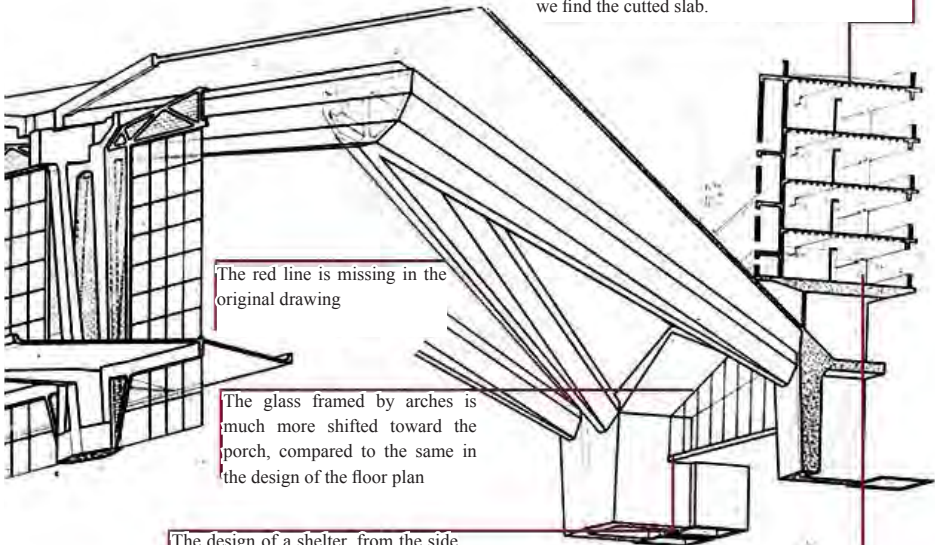 we find the cutted slab.
The red line is missing in the
original drawing
The glass framed by arches is
much more shifted toward the
porch, compared to the same in
the design of the floor plan
The design of a shelter, from the side